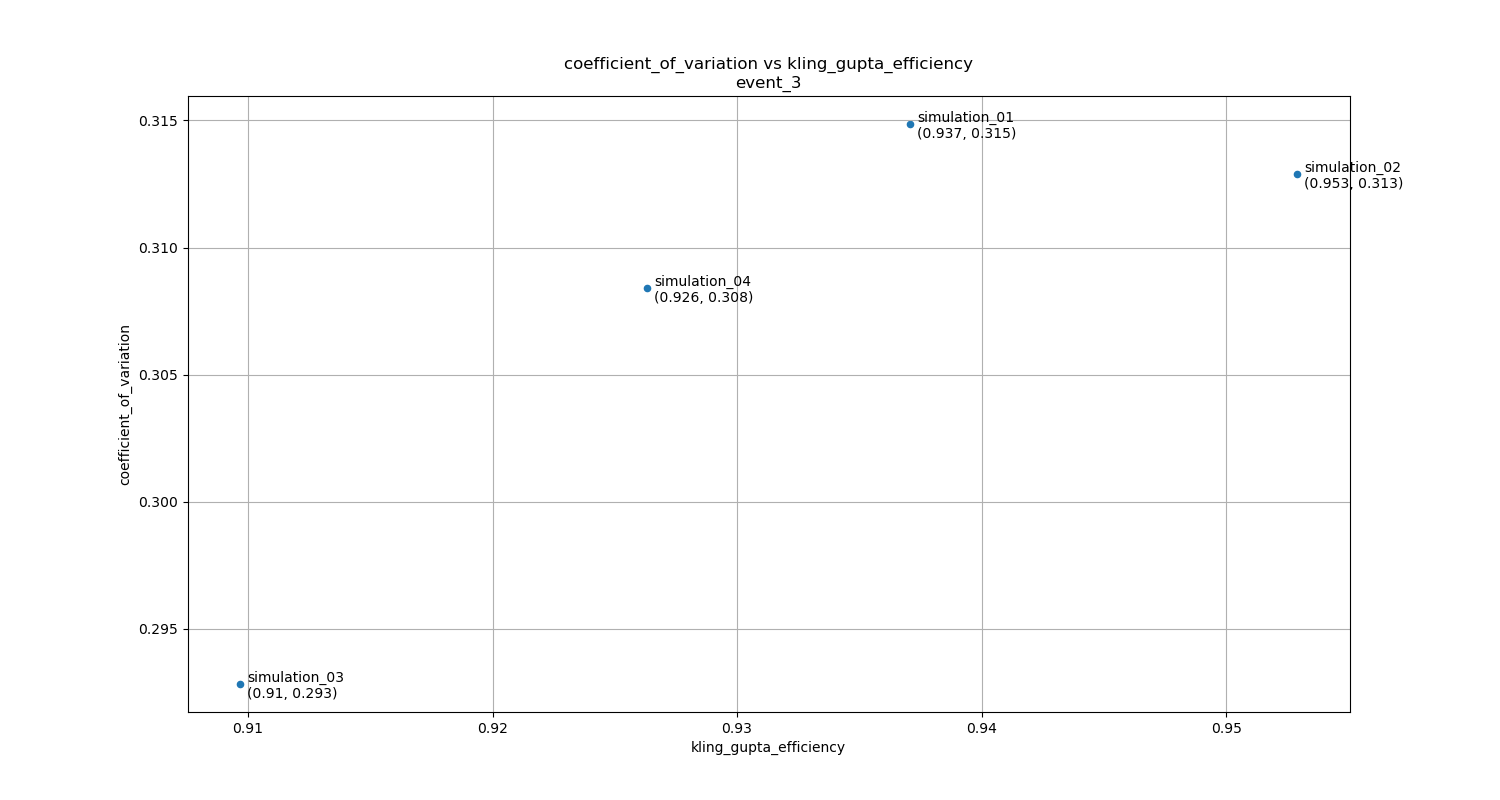 coefficient_of_variation vs kling_gupta_efficiency
event_3
0.315
0.310
0.305
0.300
0.295
coefficient_of_variation
simulation_01
(0.937, 0.315)
simulation_02
(0.953, 0.313)
simulation_04
(0.926, 0.308)
simulation_03
(0.91, 0.293)
0.91
0.92
0.93
0.94
0.95
kling_gupta_efficiency